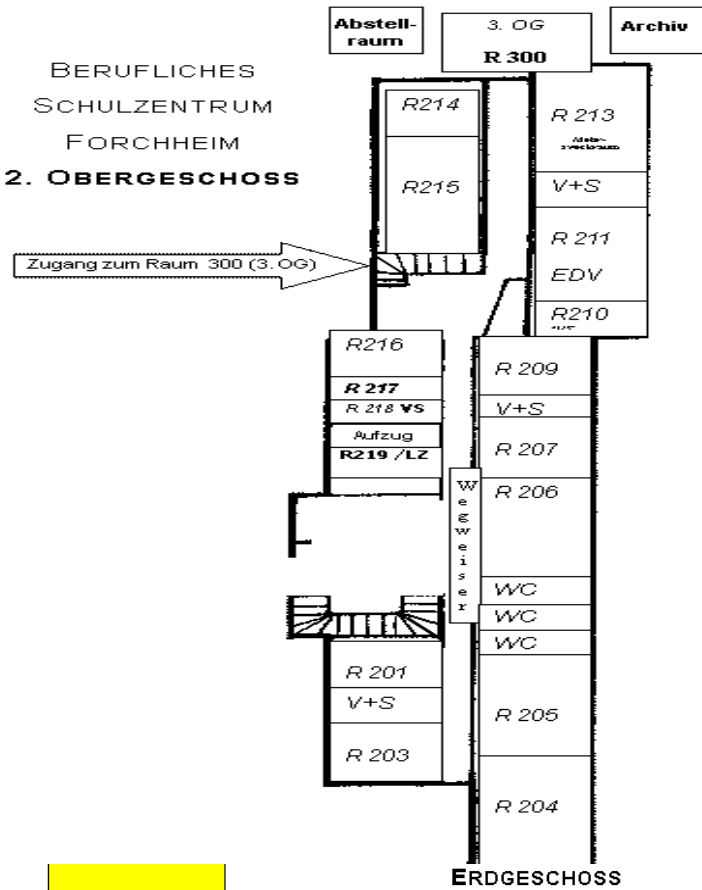 Abstell-
raum
3. OG
R 300
Archiv
BERUFLICHES
SCHULZENTRUM
FORCHHEIM
2. OBERGESCHOSS
R214
R215
R 213
V+S
R 211
EDV
R210
Zugang zum Raum 300 (3. OG)
R216
R 217
R 218 VS
Aufzug
R219 /LZ
R 209
V+S
R 207
R 206
Wegweiser
WC
WC
WC
R 201
V+S
R 203
R 205
R 204
ERDGESCHOSS